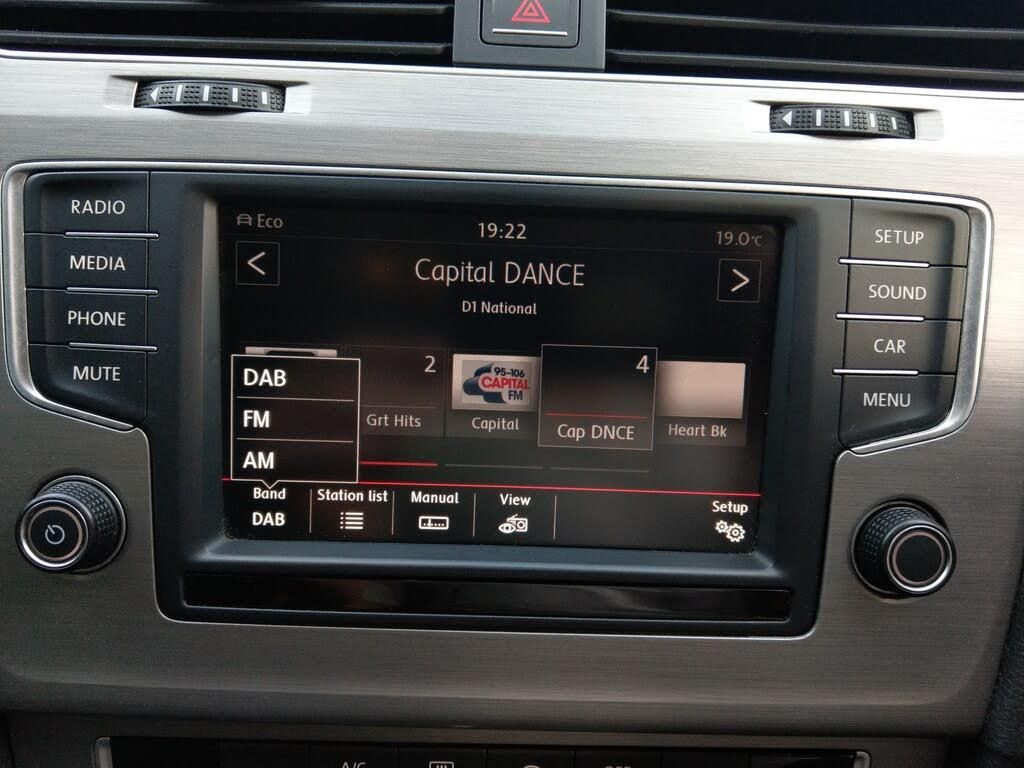 RADIO
MEDIA
PHONE
MUTE
Eco
19:22
19.0°C
<
Capital DANCE
>
D1 National
2
Grt Hits
95-106
CAPITAL
FM
Capital
4
Cap DNCE
Heart Bk
DAB
FM
AM
Band
DAB
Station list
Manual
View
Setup
SETUP
SOUND
CAR
MENU
A/C